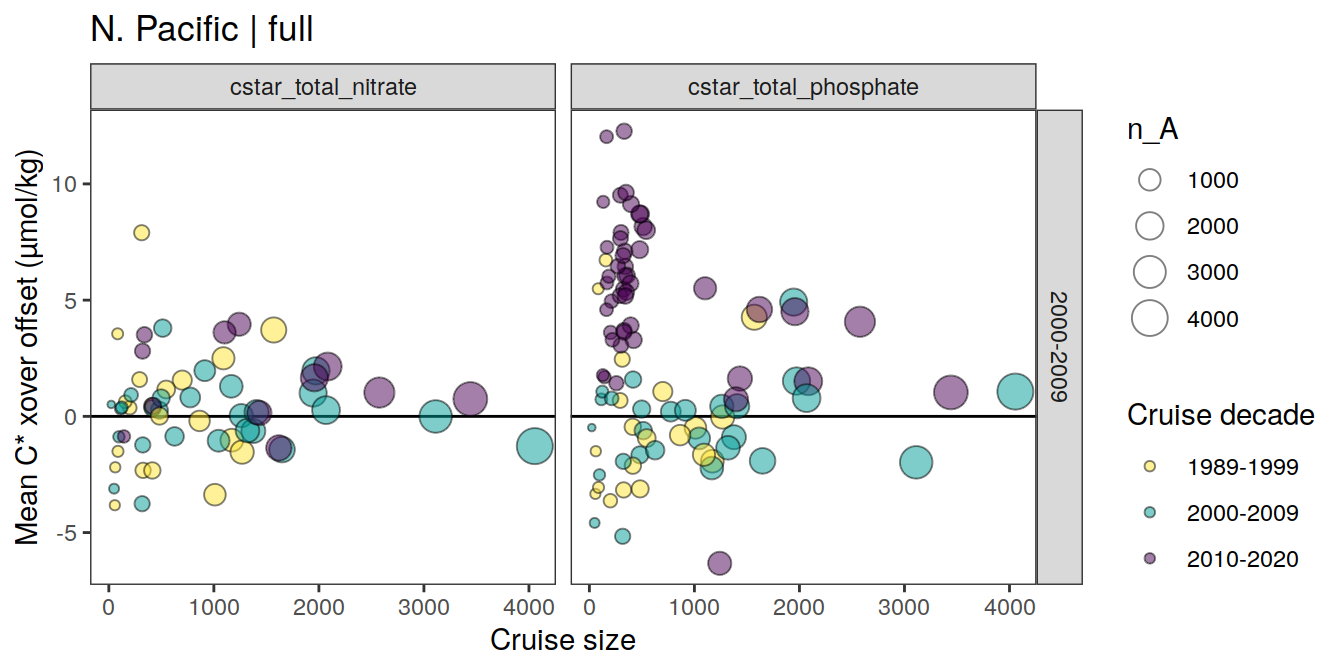 N. Pacific | full
cstar_total_nitrate
cstar_total_phosphate
2000-2009
Mean C* xover offset (µmol/kg)
10
5
0
-5
0 1000 2000 3000 4000
0 1000 2000 3000 4000
Cruise size
n_A
1000
2000
3000
4000
Cruise decade
1989-1999
2000-2009
2010-2020